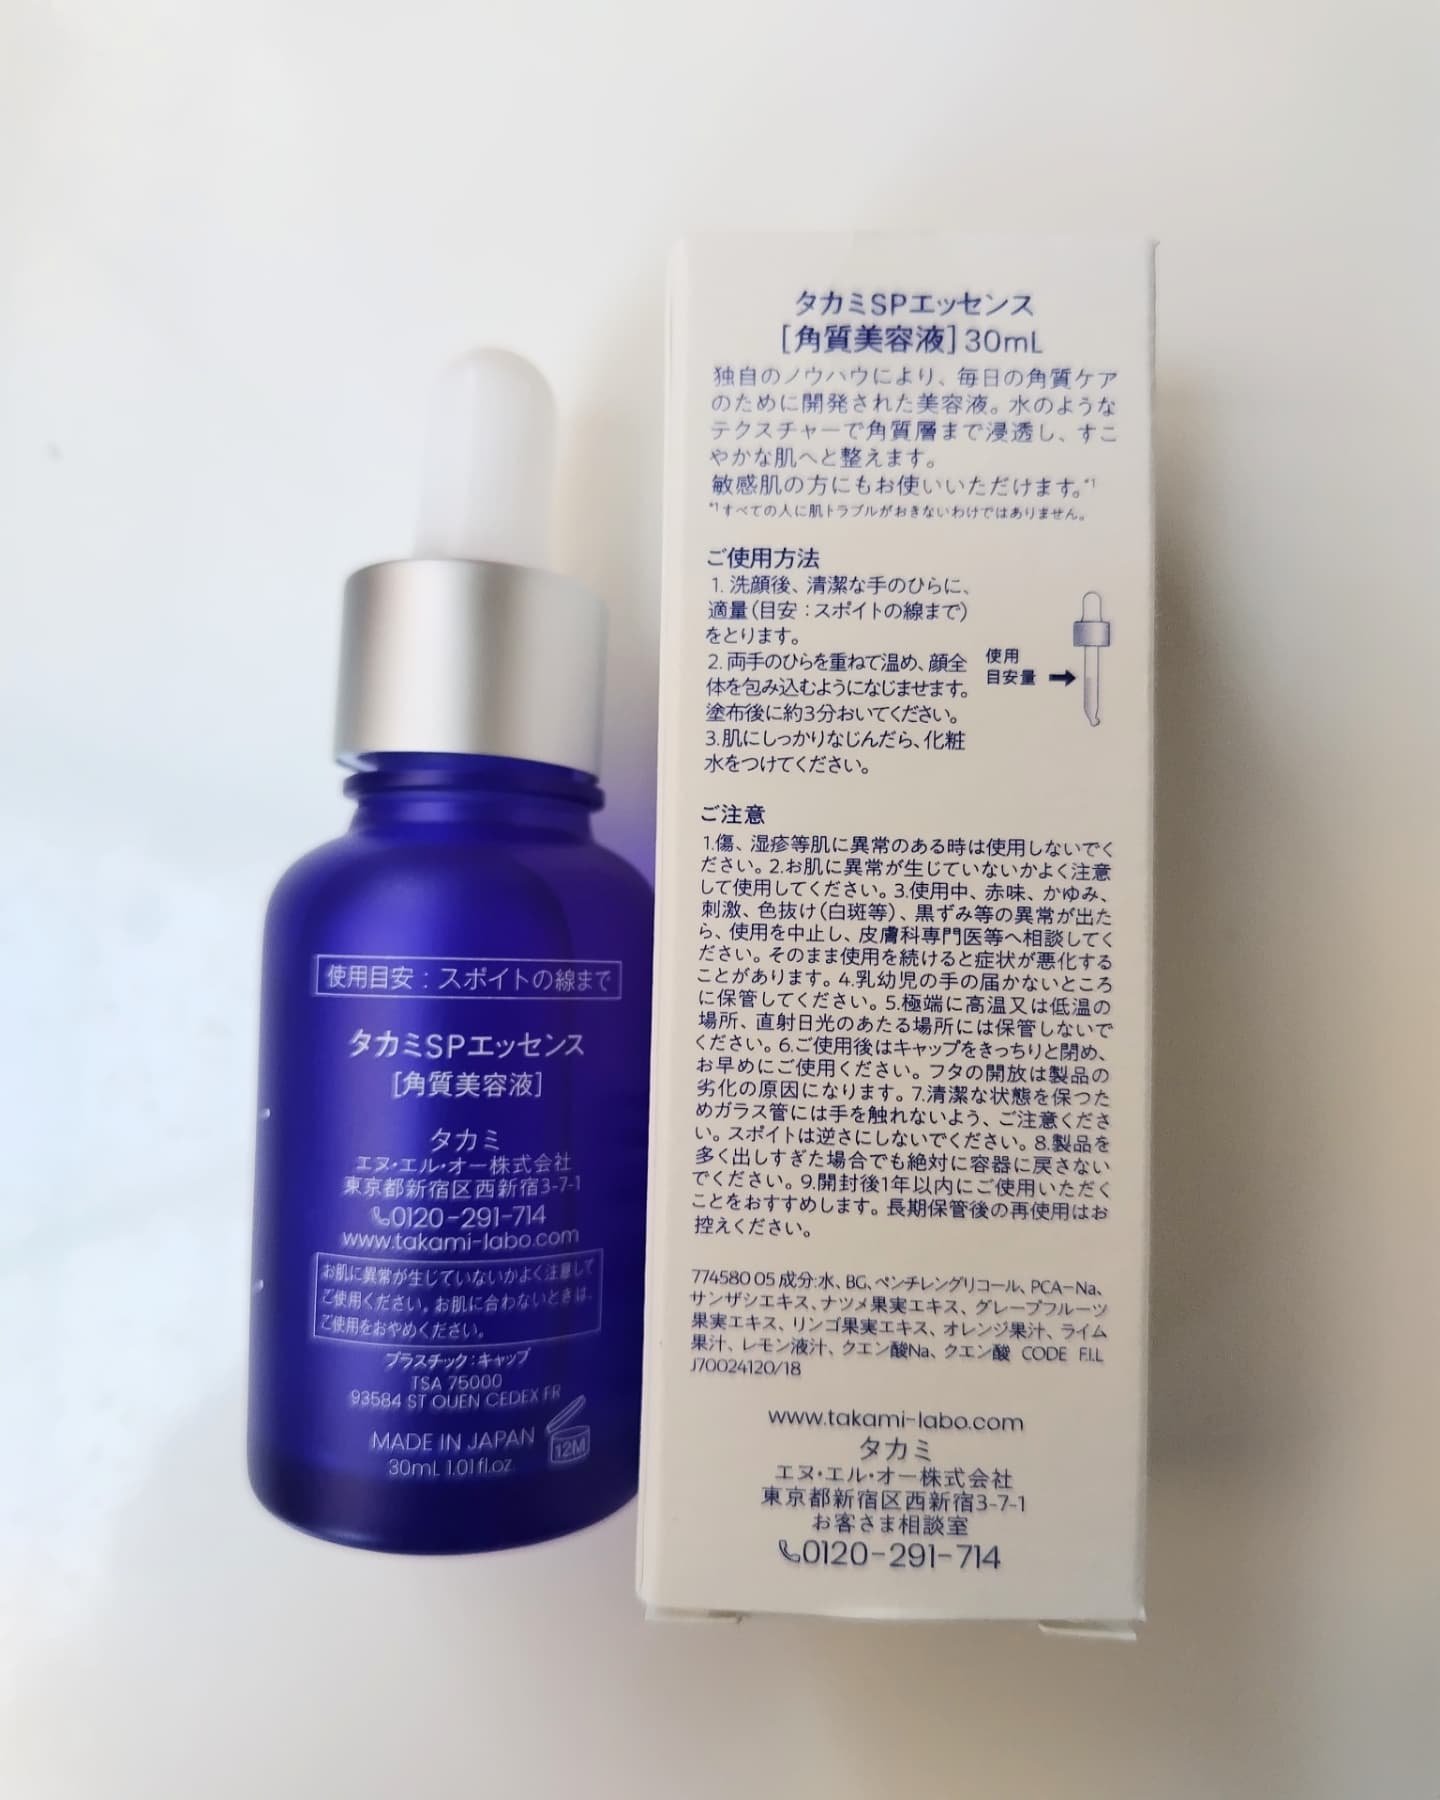 使用目安：スポイトの線まで
タカミSPエッセンス
［角質美容液］
タカミ
エヌ･エル･オー株式会社
東京都新宿区西新宿3-7-1
0120-291-714
www.takami-labo.com
お肌に異常が生じていないかよく注意して
ご使用ください。お肌に合わないときは、
ご使用をおやめください。
プラスチック：キャップ
TSA 75000
93584 ST OUEN CEDEX FR
MADE IN JAPAN
30mL 1.01 fl.oz.
12M
タカミSPエッセンス
［角質美容液］30mL
独自のノウハウにより、毎日の角質ケア
のために開発された美容液。水のような
テクスチャーで角質層まで浸透し、すこ
やかな肌へと整えます。
敏感肌の方にもお使いいただけます。*1
*1すべての人に肌トラブルがおきないわけではありません。
ご使用方法
1. 洗顔後、清潔な手のひらに、
適量（目安：スポイトの線まで）
をとります。
2. 両手のひらを重ねて温め、顔全
体を包み込むようになじませます。
塗布後に約3分おいてください。
3.肌にしっかりなじんだら、化粧
水をつけてください。
使用
目安量
ご注意
1.傷、湿疹等肌に異常のある時は使用しないでく
ださい。2.お肌に異常が生じていないかよく注意
して使用してください。3.使用中、赤味、かゆみ、
刺激、色抜け（白斑等）、黒ずみ等の異常が出た
ら、使用を中止し、皮膚科専門医等へ相談してく
ださい。そのまま使用を続けると症状が悪化する
ことがあります。4.乳幼児の手の届かないところ
に保管してください。5.極端に高温又は低温の
場所、直射日光のあたる場所には保管しないで
ください。6.ご使用後はキャップをきっちりと閉め、
お早めにご使用ください。フタの開放は製品の
劣化の原因になります。7.清潔な状態を保つた
めガラス管には手を触れないよう、ご注意くださ
い。スポイトは逆さにしないでください。8.製品を
多く出しすぎた場合でも絶対に容器に戻さない
でください。9.開封後1年以内にご使用いただく
ことをおすすめします。長期保管後の再使用はお
控えください。
774580 05 成分:水、BG、ペンチレングリコール、PCA−Na、
サンザシエキス、ナツメ果実エキス、グレープフルーツ
果実エキス、リンゴ果実エキス、オレンジ果汁、ライム
果汁、レモン液汁、クエン酸Na、クエン酸 CODE F.I.L
J70024120/18
www.takami-labo.com
タカミ
エヌ･エル･オー株式会社
東京都新宿区西新宿3-7-1
お客さま相談室
0120-291-714